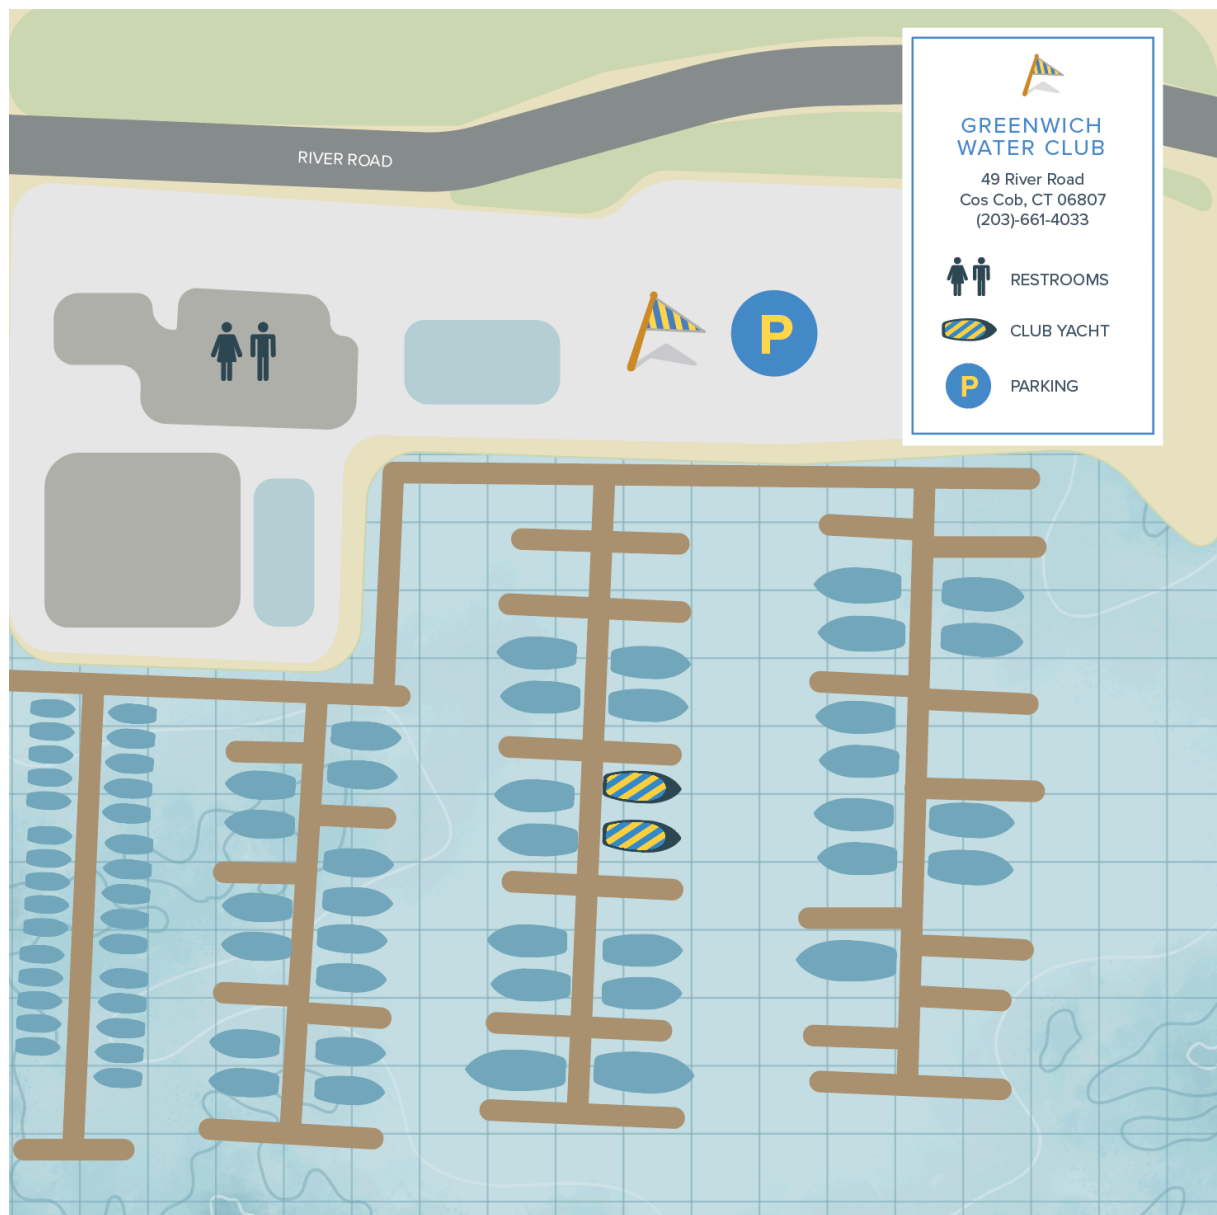 RIVER ROAD
GREENWICH
WATER CLUB
49 River Road
Cos Cob, CT 06807
(203)-661-4033
RESTROOMS
CLUB YACHT
P
PARKING
P